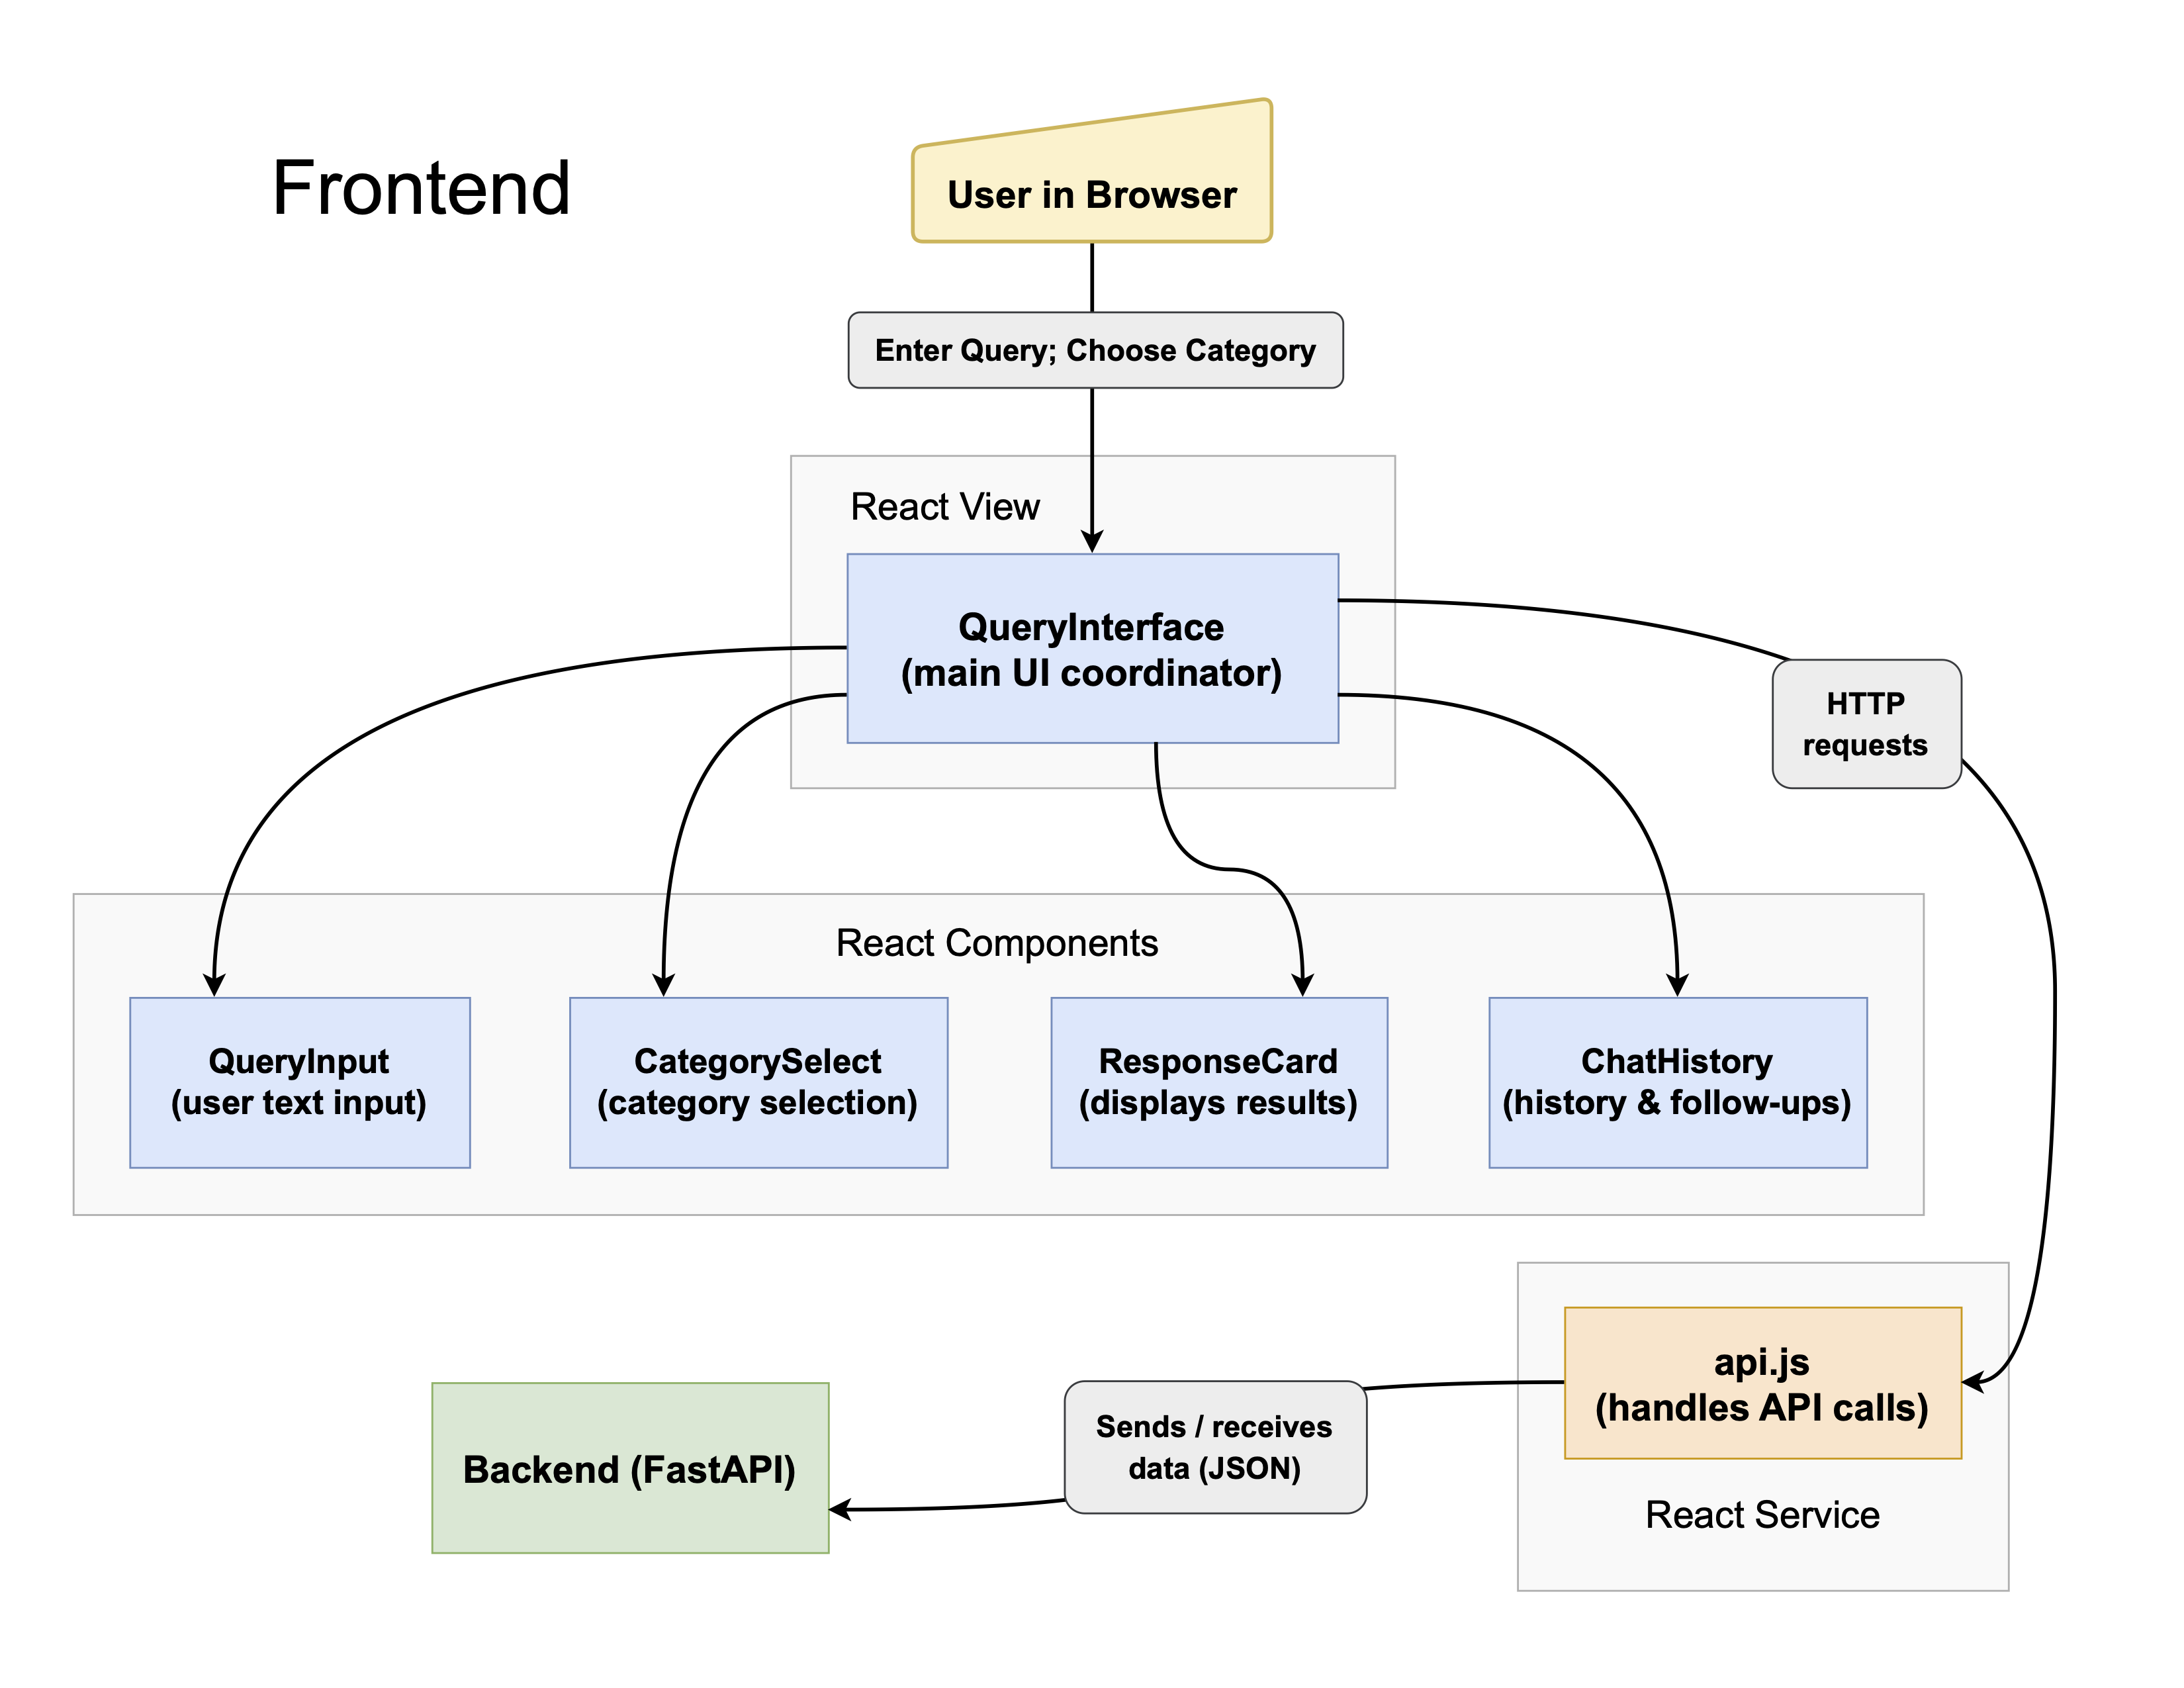 Frontend
User in Browser
Enter Query; Choose Category
React View
QueryInterface
(main UI coordinator)
HTTP
requests
React Components
QueryInput
(user text input)
CategorySelect
(category selection)
ResponseCard
(displays results)
ChatHistory
(history & follow-ups)
api.js
(handles API calls)
Sends / receives
data (JSON)
Backend (FastAPI)
React Service